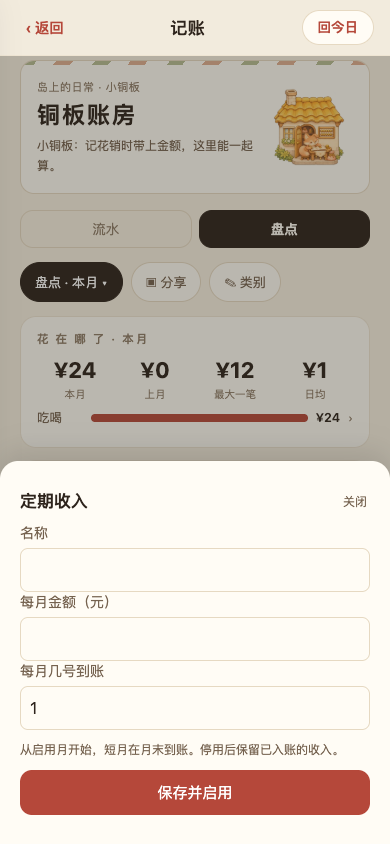 ‹ 返回
记账
回今日
岛上的日常 · 小铜板
铜板账房
小铜板：记花销时带上金额，这里能一起
算。
流水
盘点
盘点 · 本月 ▾
▣ 分享
✎ 类别
花在哪了 · 本月
¥24
¥0
¥12
¥1
本月
上月
最大一笔
日均
吃喝
¥24 ›
定期收入
关闭
名称
每月金额（元）
每月几号到账
1
从启用月开始，短月在月末到账。停用后保留已入账的收入。
保存并启用